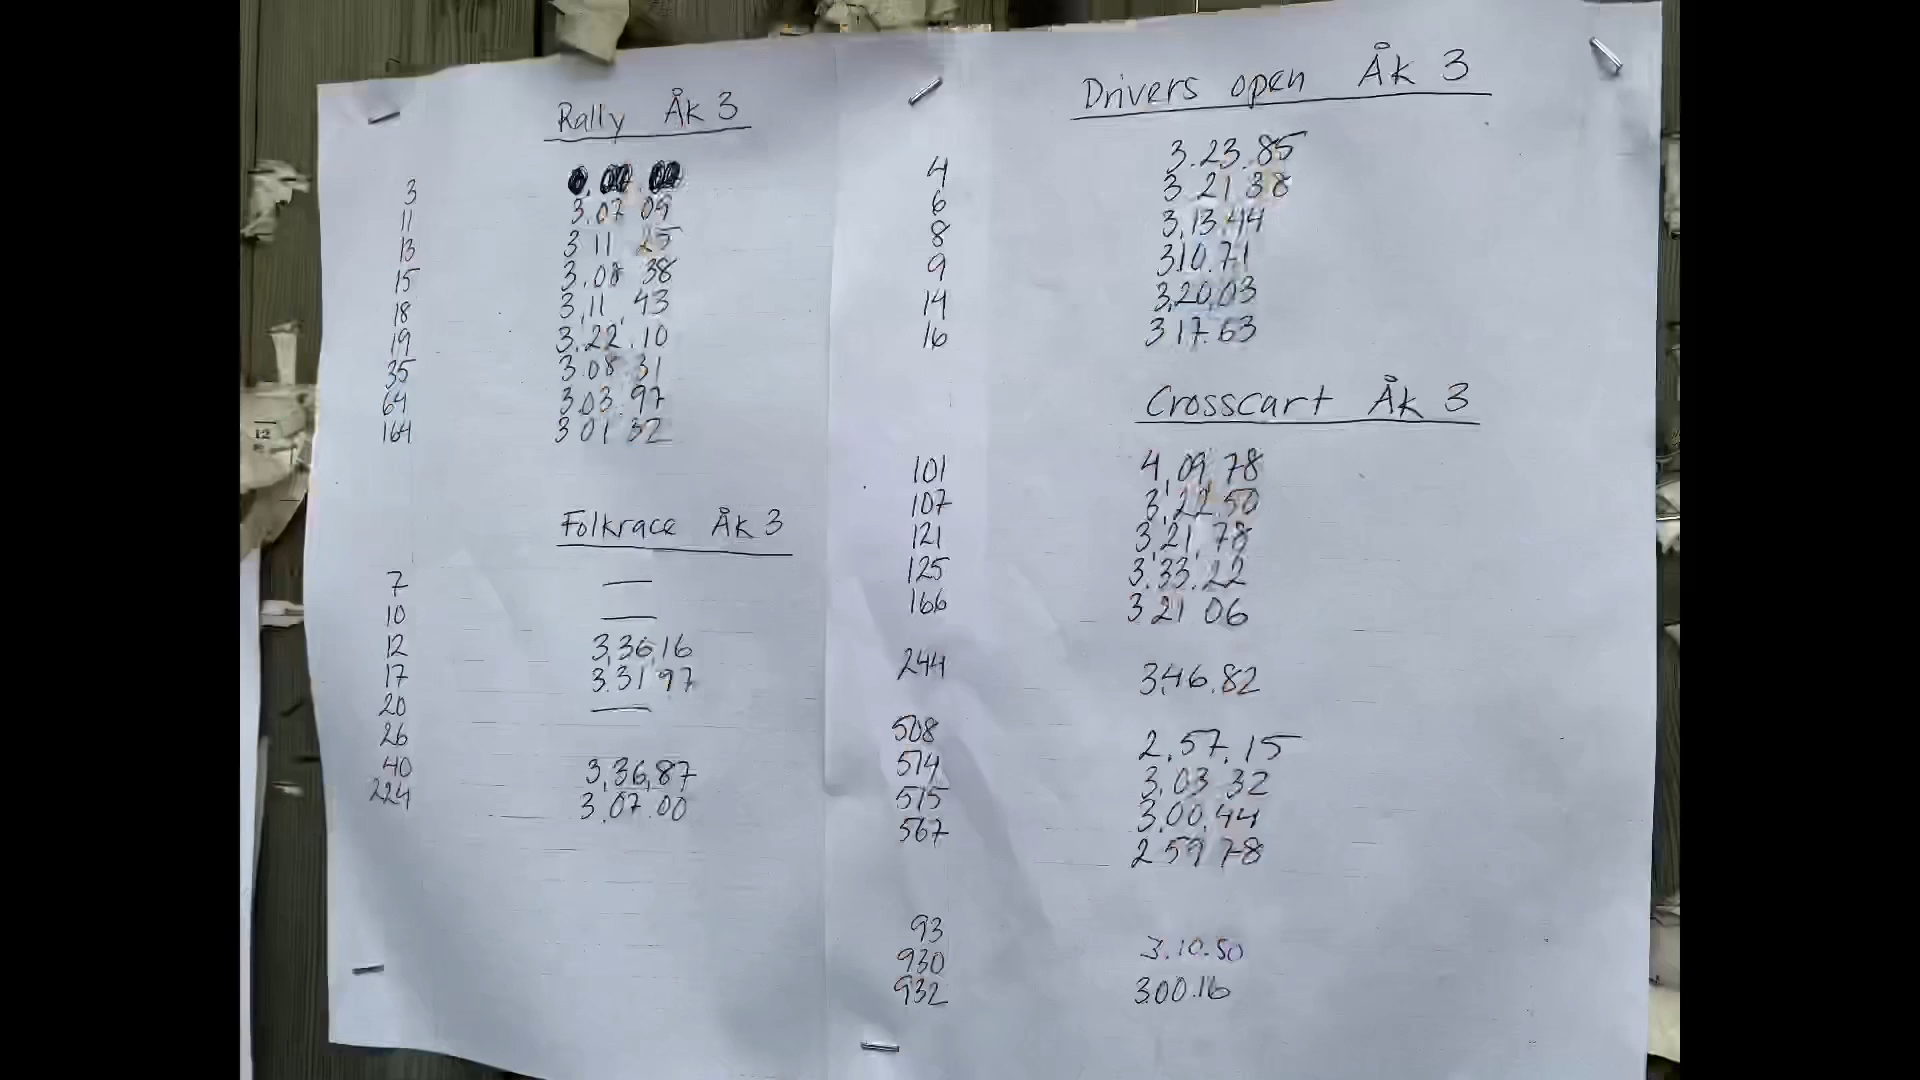 Rally Åk 3
3
11 3.07 09
13 3 11 25
15 3.08 38
18 3,11,43
19 3.22.10
35 3.08 31
64 3.03.97
164 3 01 32
Folkrace Åk 3
7 —
10 —
12 3,36,16
17 3.31 97
20 —
26
40 3,36,87
224 3.07.00
Drivers open Åk 3
4 3.23.85
6 3 21 38
8 3,13.44
9 310.71
14 3,20,03
16 3 17.63
Crosscart Åk 3
101 4,09,78
107 3,22.50
121 3,21,78
125 3.33.22
166 3 21 06
244 3,46.82
508 2.57.15
514 3.03 32
515 3,00,44
567 2 59 78
93
930 3.10.50
932 300.16